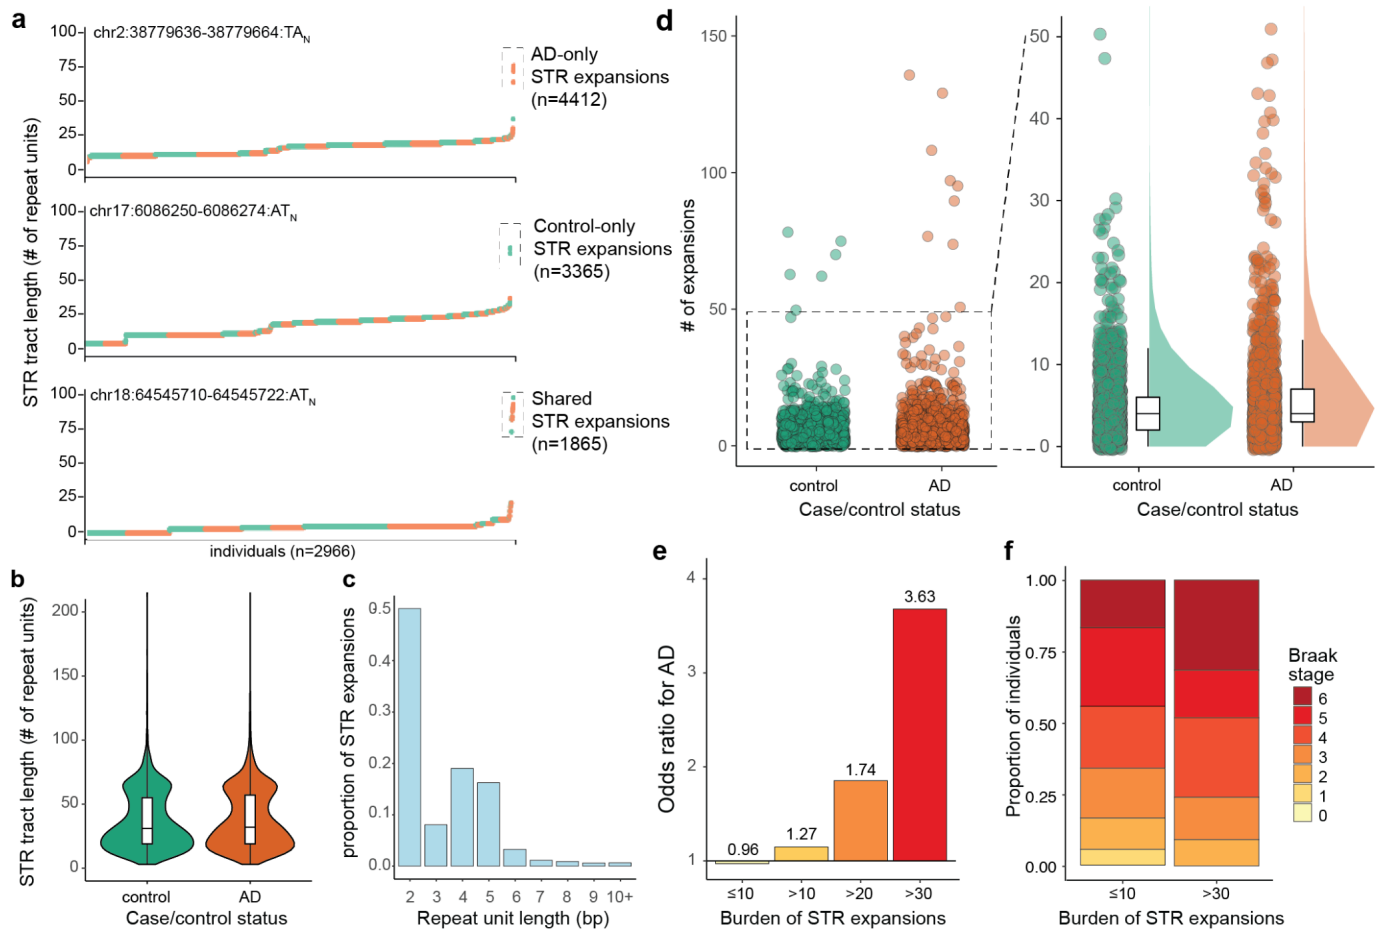 a
STR tract length (# of repeat units)
chr2:38779636-38779664:TAN
100
75
50
25
0
AD-only
STR expansions
(n=4412)
chr17:6086250-6086274:ATN
100
75
50
25
0
Control-only
STR expansions
(n=3365)
chr18:64545710-64545722:ATN
100
75
50
25
0
Shared
STR expansions
(n=1865)
individuals (n=2966)
b
STR tract length (# of repeat units)
200
150
100
50
0
control AD
Case/control status
c
proportion of STR expansions
0.5
0.4
0.3
0.2
0.1
0.0
2 3 4 5 6 7 8 9 10+
Repeat unit length (bp)
d
# of expansions
150
100
50
0
control AD
Case/control status
50
40
30
20
10
0
control AD
Case/control status
e
Odds ratio for AD
4
3
2
1
0.96
1.27
1.74
3.63
≤10 >10 >20 >30
Burden of STR expansions
f
Proportion of individuals
1.00
0.75
0.50
0.25
0.00
≤10 >30
Burden of STR expansions
Braak
stage
6
5
4
3
2
1
0